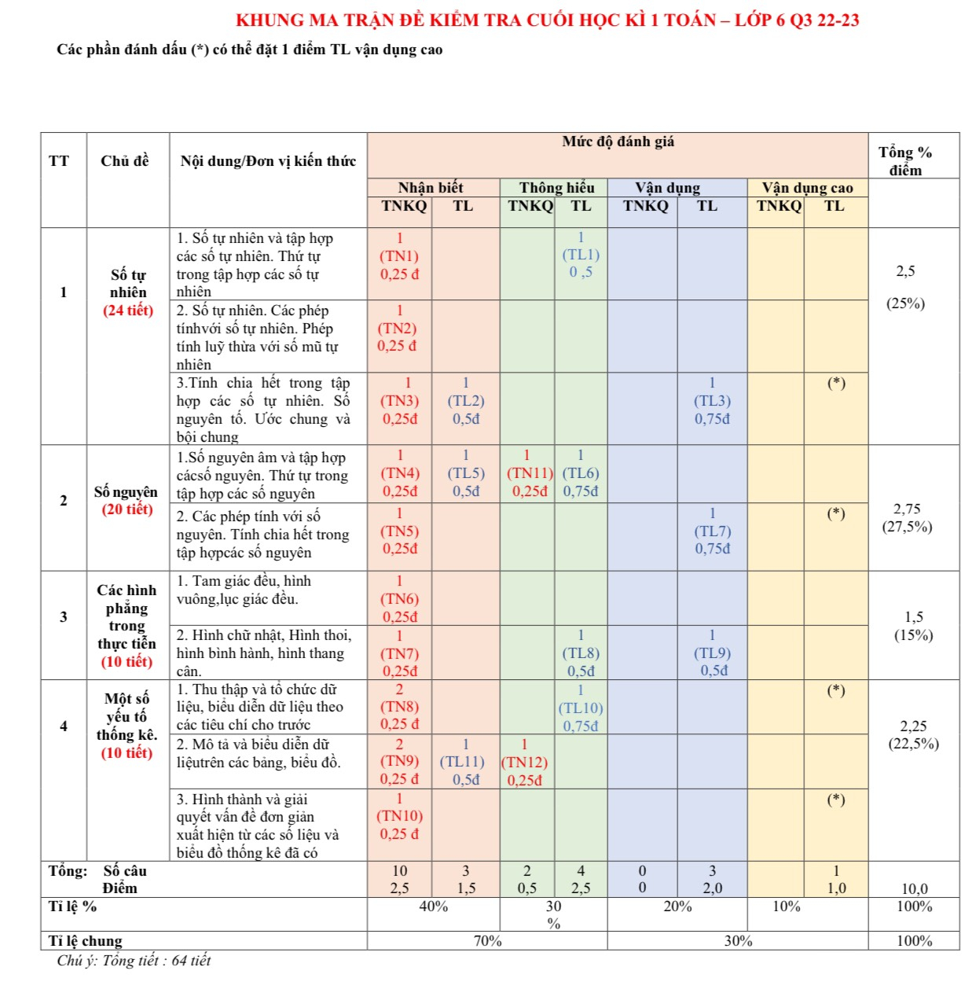 KHUNG MA TRẬN ĐỀ KIỂM TRA CUỐI HỌC KÌ 1 TOÁN – LỚP 6 Q3 22-23
Các phần đánh dấu (*) có thể đặt 1 điểm TL vận dụng cao
TT
Chủ đề
Nội dung/Đơn vị kiến thức
Mức độ đánh giá
Tổng %
điểm
Nhận biết
Thông hiểu
Vận dụng
Vận dụng cao
TNKQ
TL
TNKQ
TL
TNKQ
TL
TNKQ
TL
1
Số tự
nhiên
(24 tiết)
1. Số tự nhiên và tập hợp
các số tự nhiên. Thứ tự
trong tập hợp các số tự
nhiên
1
(TN1)
0,25 đ
1
(TL1)
0 ,5
2,5
(25%)
2. Số tự nhiên. Các phép
tínhvới số tự nhiên. Phép
tính luỹ thừa với số mũ tự
nhiên
1
(TN2)
0,25 đ
3.Tính chia hết trong tập
hợp các số tự nhiên. Số
nguyên tố. Ước chung và
bội chung
1
(TN3)
0,25đ
1
(TL2)
0,5đ
1
(TL3)
0,75đ
(*)
2
Số nguyên
(20 tiết)
1.Số nguyên âm và tập hợp
cácsố nguyên. Thứ tự trong
tập hợp các số nguyên
1
(TN4)
0,25đ
1
(TL5)
0,5đ
1
(TN11)
0,25đ
1
(TL6)
0,75đ
2,75
(27,5%)
2. Các phép tính với số
nguyên. Tính chia hết trong
tập hợpcác số nguyên
1
(TN5)
0,25đ
1
(TL7)
0,75đ
(*)
3
Các hình
phẳng
trong
thực tiễn
(10 tiết)
1. Tam giác đều, hình
vuông,lục giác đều.
1
(TN6)
0,25đ
1,5
(15%)
2. Hình chữ nhật, Hình thoi,
hình bình hành, hình thang
cân.
1
(TN7)
0,25đ
1
(TL8)
0,5đ
1
(TL9)
0,5đ
4
Một số
yếu tố
thống kê.
(10 tiết)
1. Thu thập và tổ chức dữ
liệu, biểu diễn dữ liệu theo
các tiêu chí cho trước
2
(TN8)
0,25 đ
1
(TL10)
0,75đ
(*)
2,25
(22,5%)
2. Mô tả và biểu diễn dữ
liệutrên các bảng, biểu đồ.
2
(TN9)
0,25 đ
1
(TL11)
0,5đ
1
(TN12)
0,25đ
3. Hình thành và giải
quyết vấn đề đơn giản
xuất hiện từ các số liệu và
biểu đồ thống kê đã có
1
(TN10)
0,25 đ
(*)
Tổng: Số câu
Điểm
10
2,5
3
1,5
2
0,5
4
2,5
0
0
3
2,0
1
1,0
10,0
Tỉ lệ %
40%
30
%
20%
10%
100%
Tỉ lệ chung
70%
30%
100%
Chú ý: Tổng tiết : 64 tiết